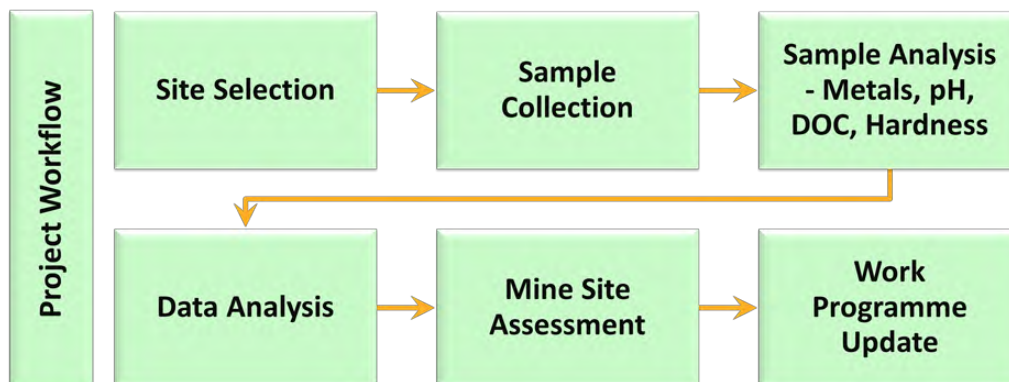 Project Workflow
Site Selection
Sample
Collection
Sample Analysis
- Metals, pH,
DOC, Hardness
Data Analysis
Mine Site
Assessment
Work
Programme
Update